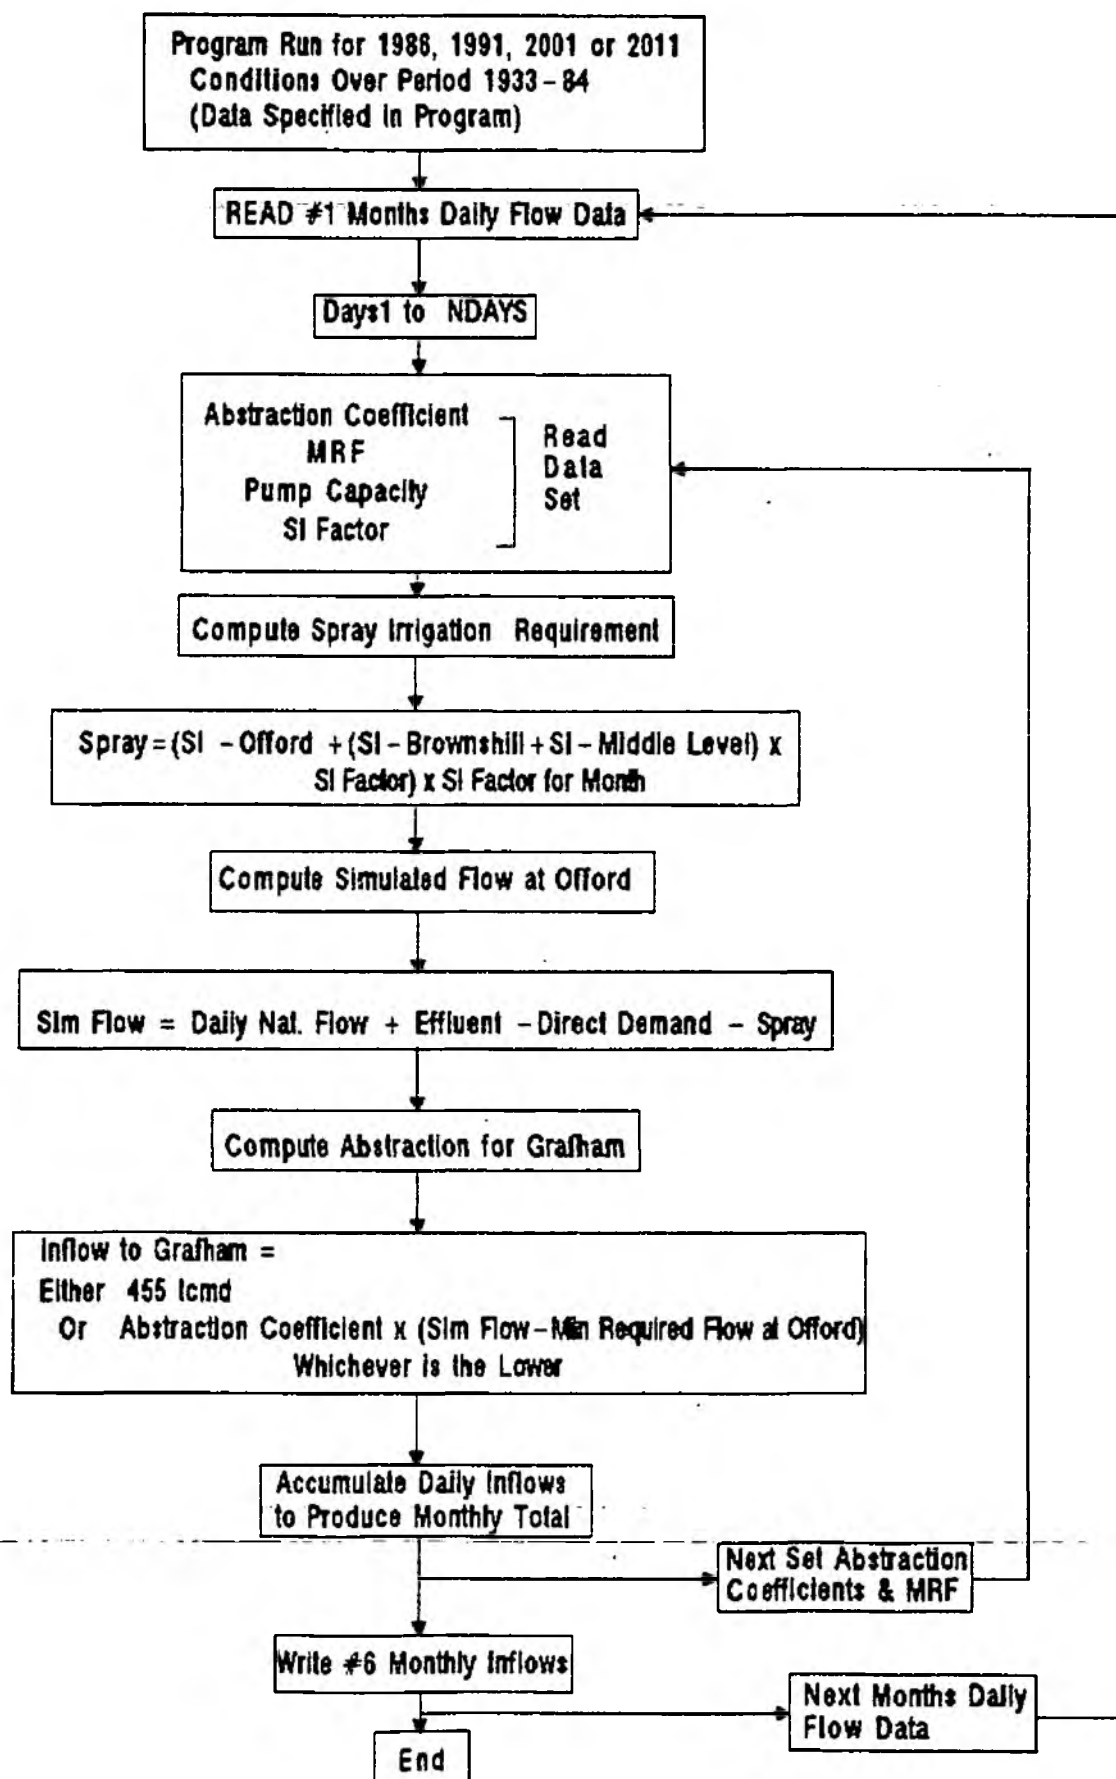 Program Run for 1986, 1991, 2001 or 2011
Conditions Over Period 1933-84
(Data Specified in Program)
READ #1 Months Daily Flow Data
Days1 to NDAYS
Abstraction Coefficient
MRF
Pump Capacity
SI Factor
Read
Data
Set
Compute Spray Irrigation Requirement
Spray = (SI - Offord + (SI - Brownshill + SI - Middle Level) x
SI Factor) x SI Factor for Month
Compute Simulated Flow at Offord
Sim Flow = Daily Nat. Flow + Effluent - Direct Demand - Spray
Compute Abstraction for Grafham
Inflow to Grafham =
Either 455 tcmd
Or Abstraction Coefficient x (Sim Flow - Min Required Flow at Offord)
Whichever is the Lower
Accumulate Daily Inflows
to Produce Monthly Total
Next Set Abstraction
Coefficients & MRF
Write #6 Monthly Inflows
Next Months Daily
Flow Data
End